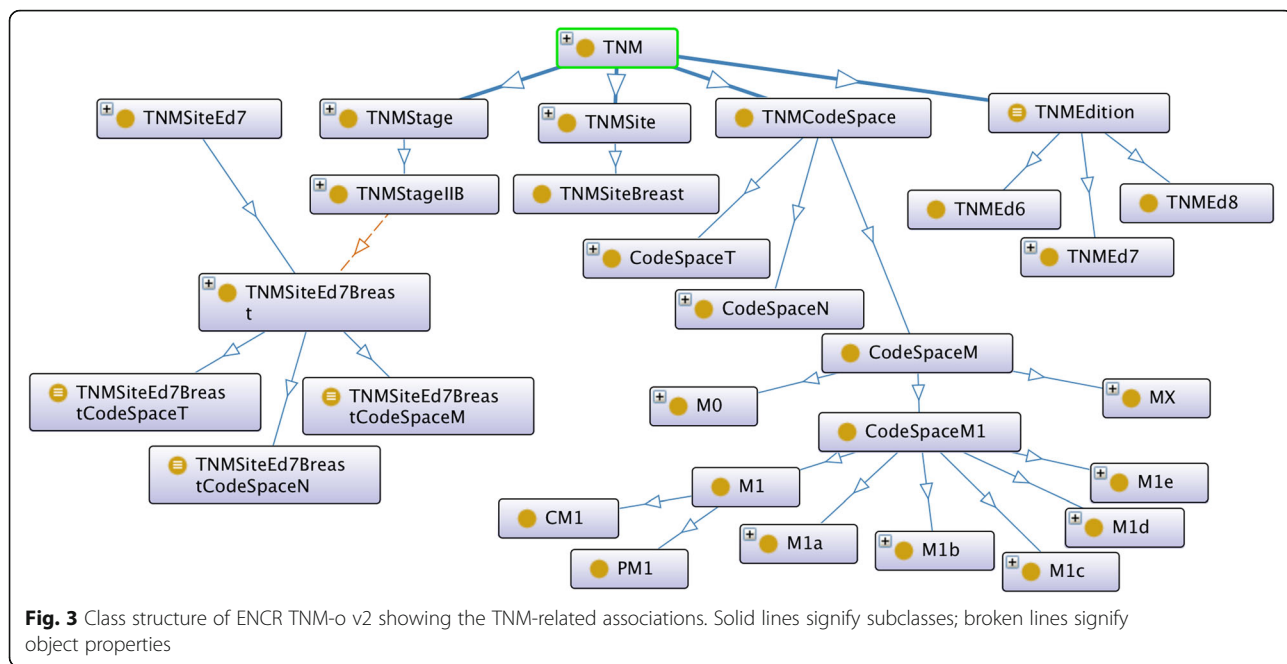 TNM
TNMSiteEd7
TNMStage
TNMSite
TNMCodeSpace
TNMEdition
TNMStageIIB
TNMSiteBreast
TNMEd6
TNMEd8
TNMEd7
CodeSpaceT
CodeSpaceN
TNMSiteEd7Breas
t
CodeSpaceM
TNMSiteEd7Breas
tCodeSpaceT
TNMSiteEd7Breas
tCodeSpaceM
TNMSiteEd7Breas
tCodeSpaceN
M0
MX
CodeSpaceM1
M1
M1e
CM1
M1d
PM1
M1a
M1b
M1c
Fig. 3 Class structure of ENCR TNM-o v2 showing the TNM-related associations. Solid lines signify subclasses; broken lines signify
object properties